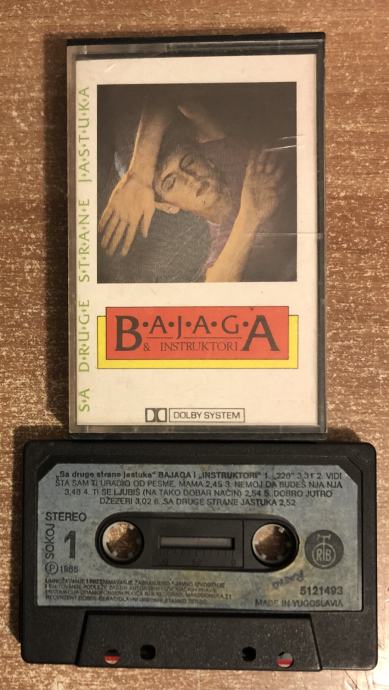 SA DRUGE STRANE JASTUKA
BAJAGA
& INSTRUKTORI
DOLBY SYSTEM
„Sa druge strane jastuka" BAJAGA I „INSTRUKTORI" 1. „220" 3,31 2. VIDI
ŠTA SAM TI URADIO OD PESME, MAMA 2,45 3. NEMOJ DA BUDEŠ NJA NJA
3,48 4. TI SE LJUBIŠ (NA TAKO DOBAR NAČIN) 2,54 5. DOBRO JUTRO
DŽEZERI 3,02 6. SA DRUGE STRANE JASTUKA 2,52
STEREO
SOKOJ
1
P 1985
RTB
5121493
MADE IN YUGOSLAVIA